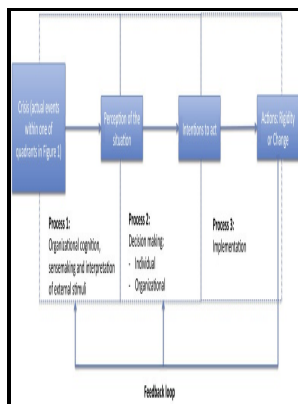 Crisis (actual events
within one of
quadrants in Figure 1)
Perception of the
situation
Intentions to act
Actions: Rigidity
or Change
Process 1:
Organizational cognition,
sensemaking and interpretation
of external stimuli
Process 2:
Decision making:
- Individual
- Organizational
Process 3:
Implementation
Feedback loop